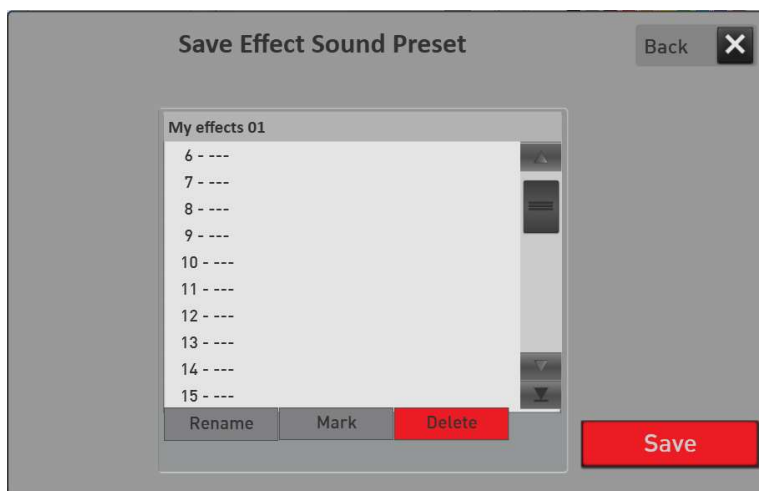 Save Effect Sound Preset
Back
My effects 01
6 - ---
7 - ---
8 - ---
9 - ---
10 - ---
11 - ---
12 - ---
13 - ---
14 - ---
15 - ---
Rename Mark Delete
Save